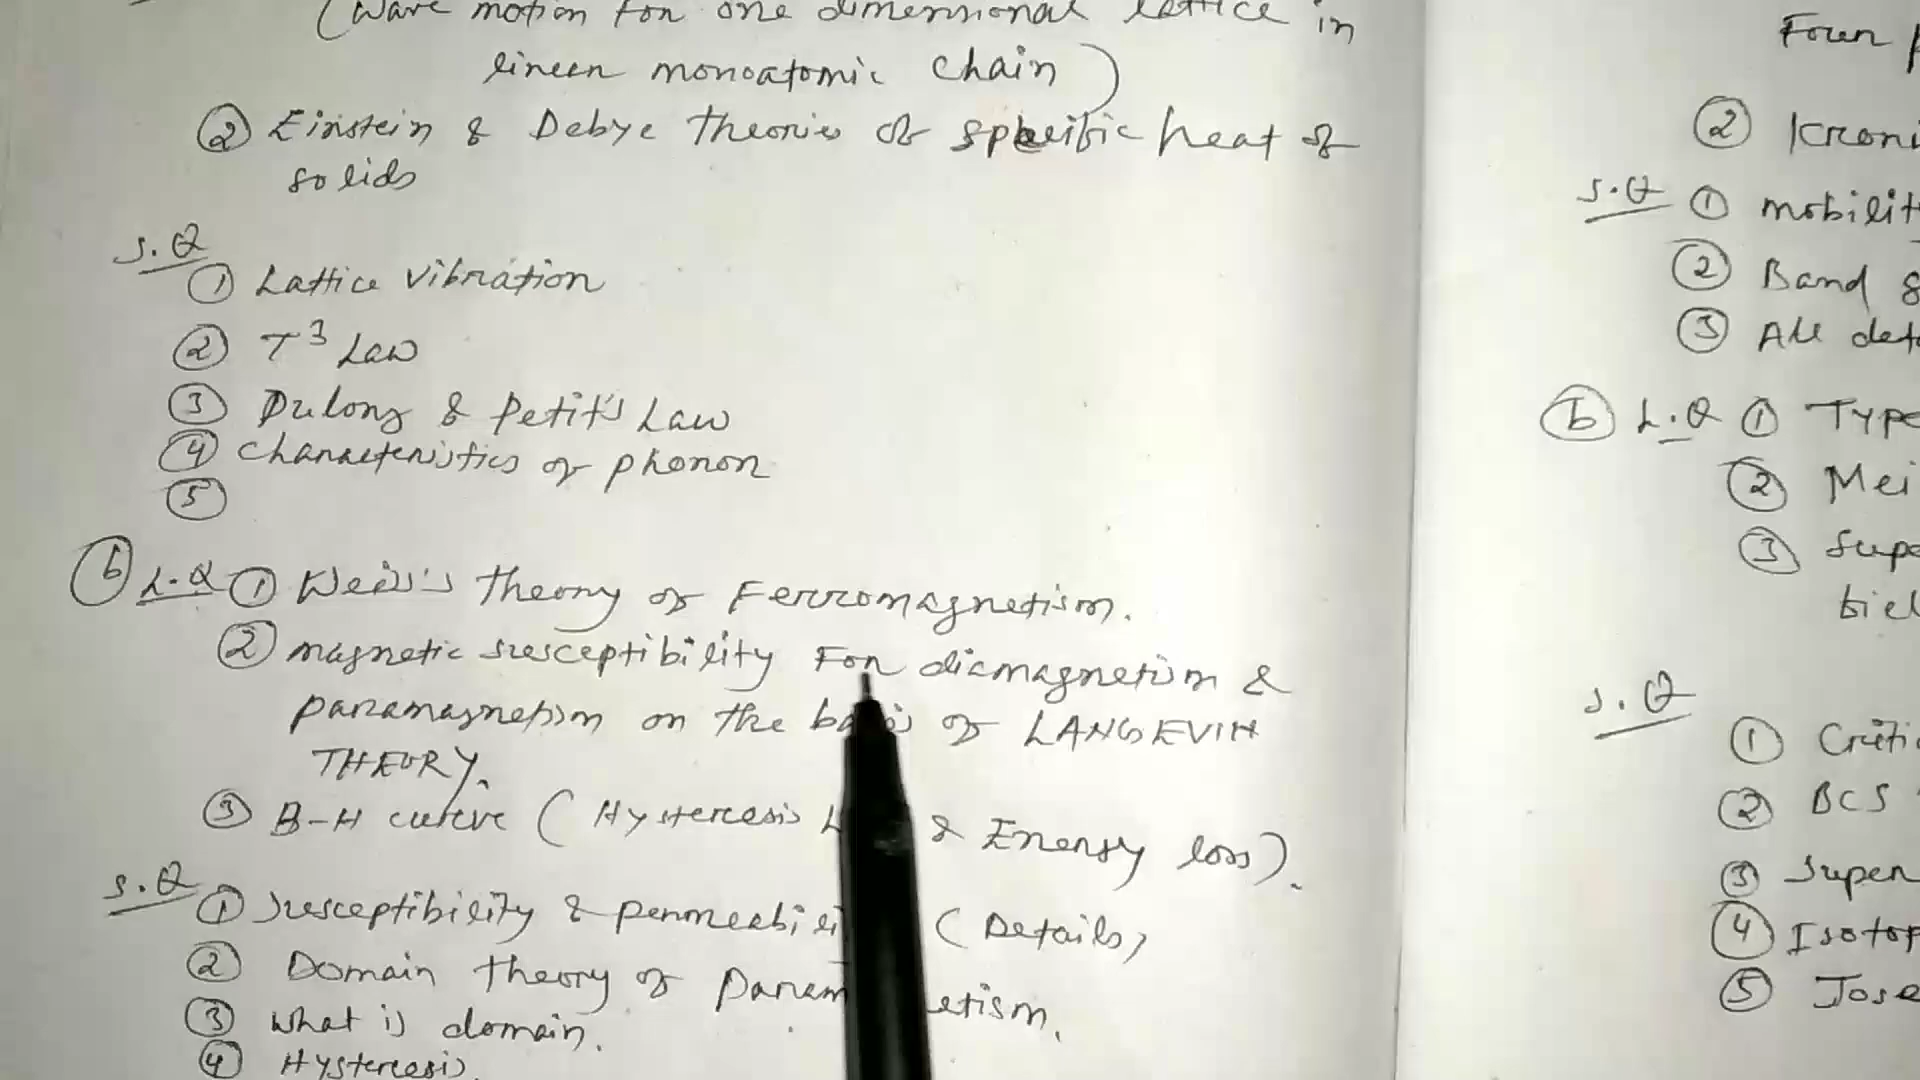 (Wave motion for one dimensional lattice in
linear monoatomic chain)
② Einstein & Debye theories of specific heat of
solids
S.Q
① Lattice vibration
② T³ Law
③ Dulong & Petit's Law
④ characteristics of phonon
⑤
ⓑ L.Q ① Weiss's theory of Ferromagnetism.
② magnetic susceptibility For diamagnetism &
paramagnetism on the basis of LANGEVIN
THEORY.
③ B-H curve (Hysteresis & Energy loss).
S.Q ① Susceptibility & permeabili (Details)
② Domain theory of Param etism.
③ What is domain.
④ Hysteresis
Four
② Kroni
S.Q ① mobilit
② Band
③ All det
ⓑ L.Q ① Type
② Mei
③ Supe
S.Q
① Criti
② BCS
③ Super
④ Isotop
⑤ Jose